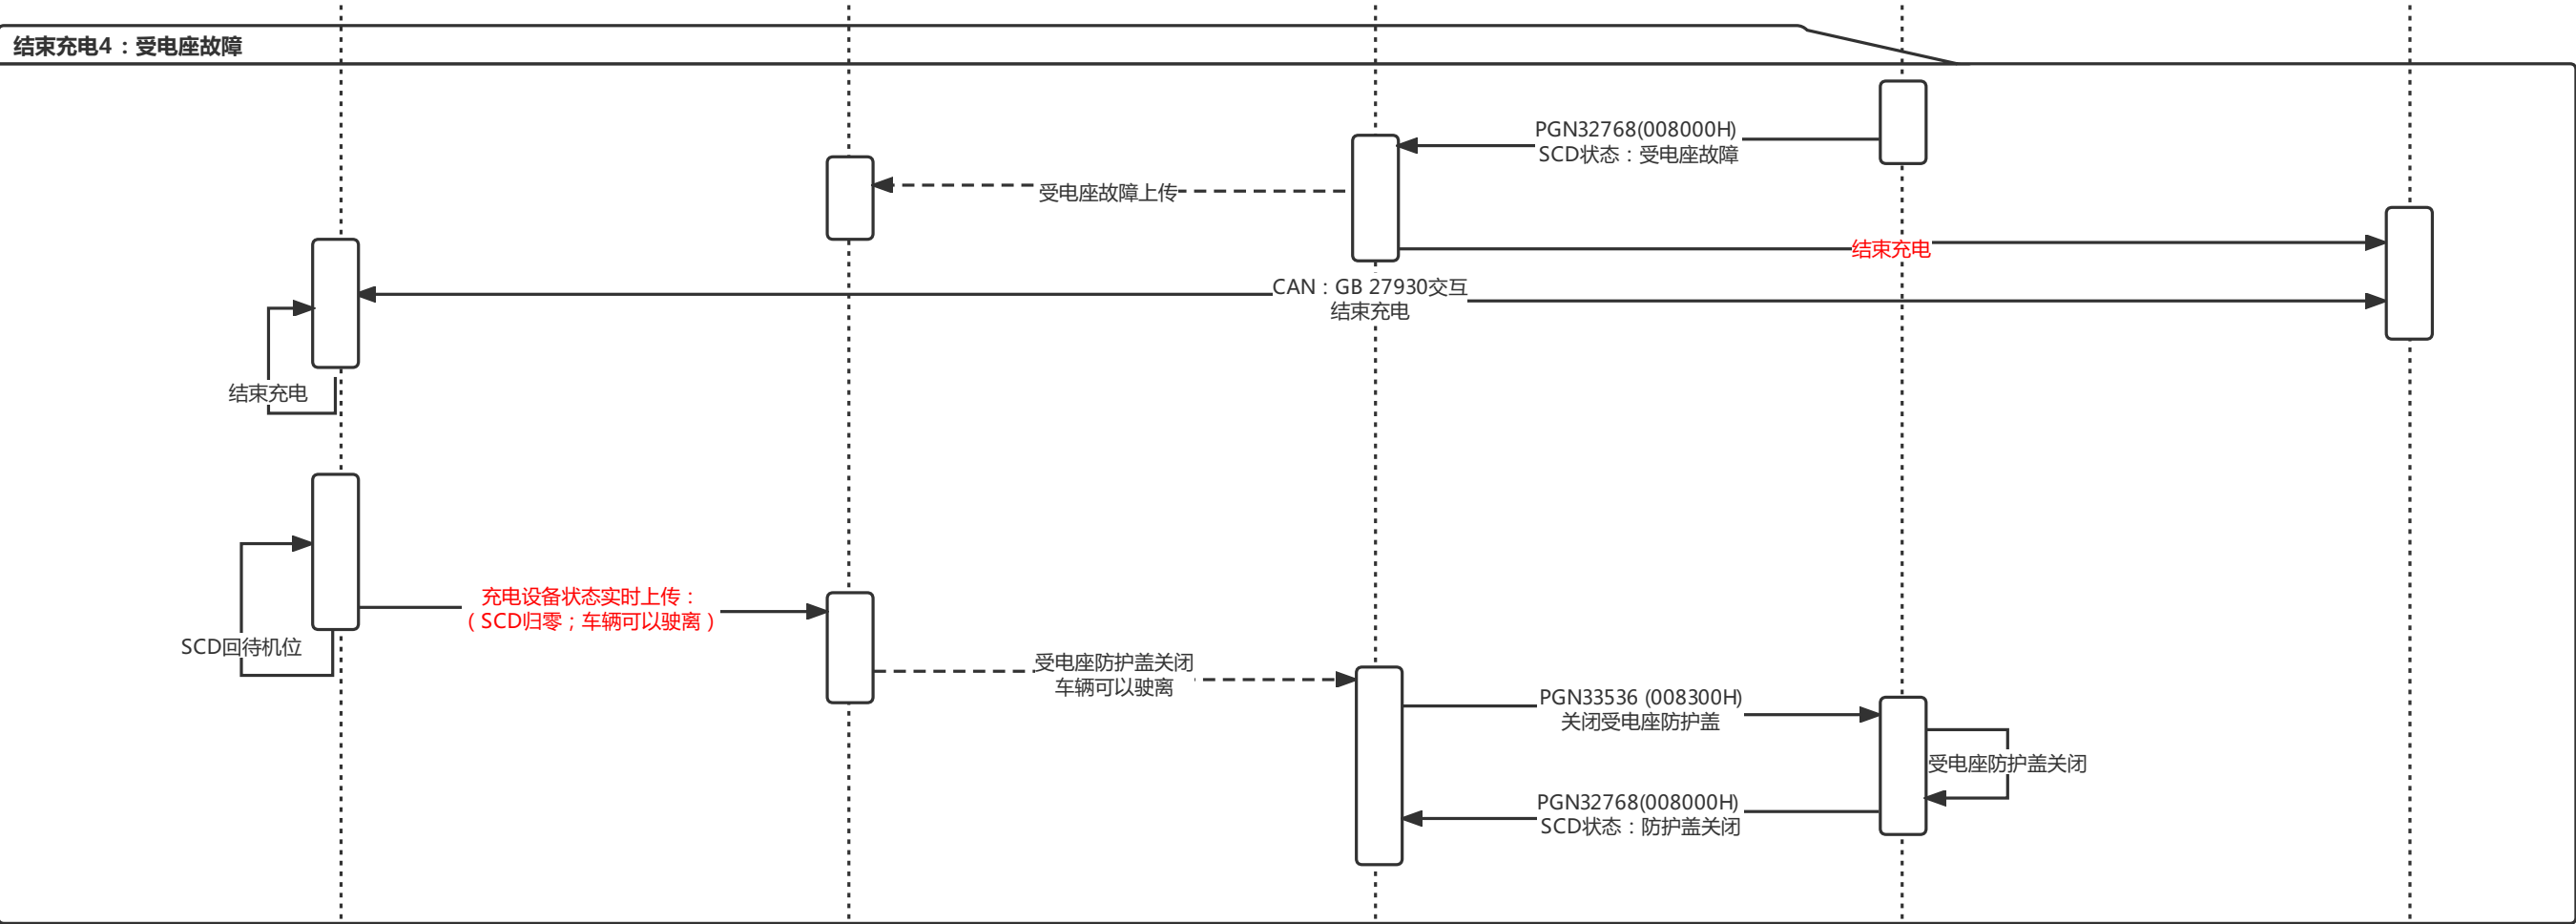 结束充电4：受电座故障
PGN32768(008000H)
SCD状态：受电座故障
受电座故障上传
结束充电
CAN：GB 27930交互
结束充电
结束充电
充电设备状态实时上传：
（SCD归零；车辆可以驶离）
SCD回待机位
受电座防护盖关闭
车辆可以驶离
PGN33536 (008300H)
关闭受电座防护盖
受电座防护盖关闭
PGN32768(008000H)
SCD状态：防护盖关闭